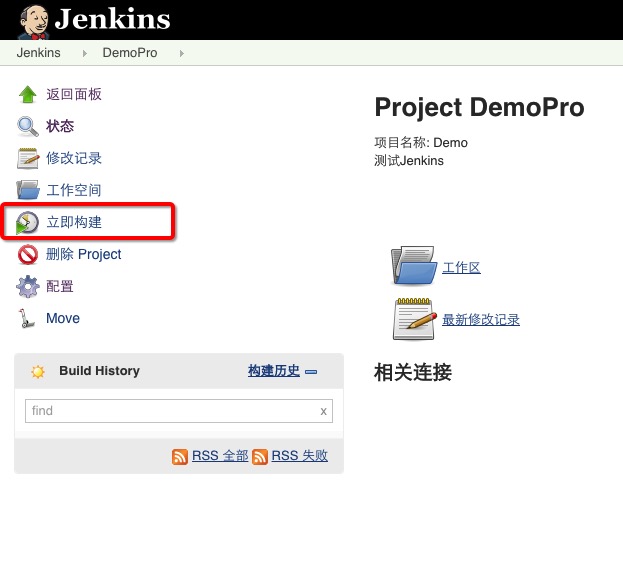 Jenkins
Jenkins DemoPro
返回面板
状态
修改记录
工作空间
立即构建
删除 Project
配置
Move
Build History 构建历史
find x
RSS 全部 RSS 失败
Project DemoPro
项目名称: Demo
测试Jenkins
工作区
最新修改记录
相关连接